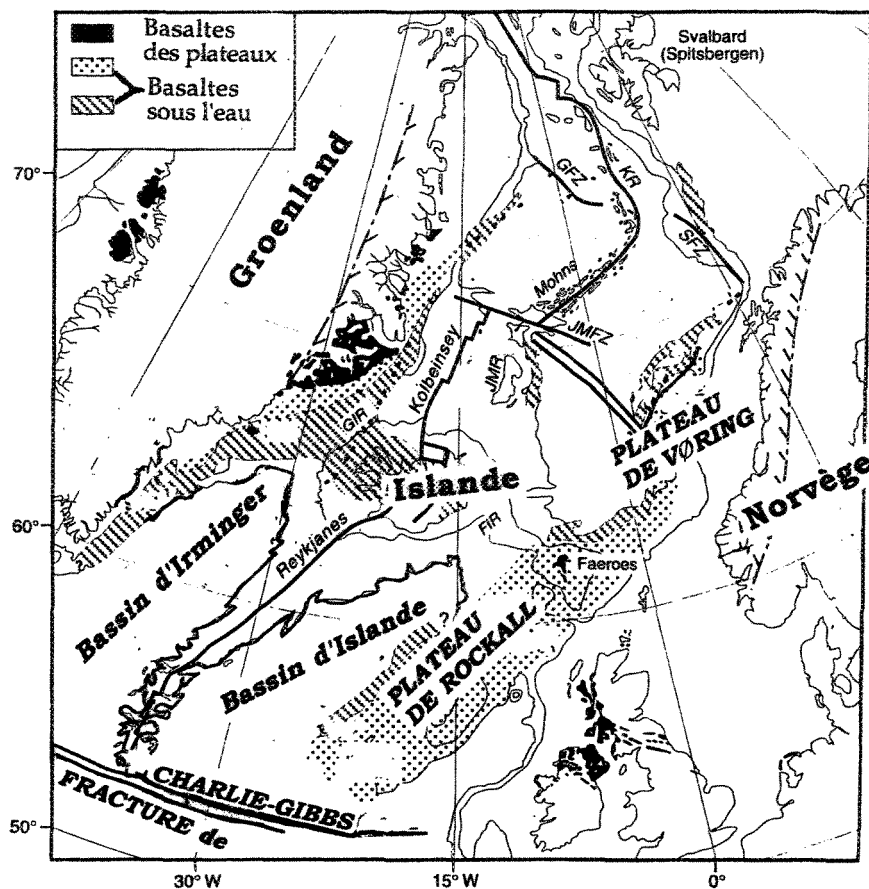 Basaltes
des plateaux
Basaltes
sous l'eau
Svalbard
(Spitsbergen)
70°
Groenland
GFZ
KR
SFZ
Mohns
JMFZ
Kolbeinsey
JMR
GIR
PLATEAU
DE VØRING
Islande
Norvège
60°
Reykjanes
FIR
Faeroes
Bassin d'Irminger
Bassin d'Islande
?
PLATEAU
DE ROCKALL
CHARLIE-GIBBS
FRACTURE de
50°
30° W
15° W
0°